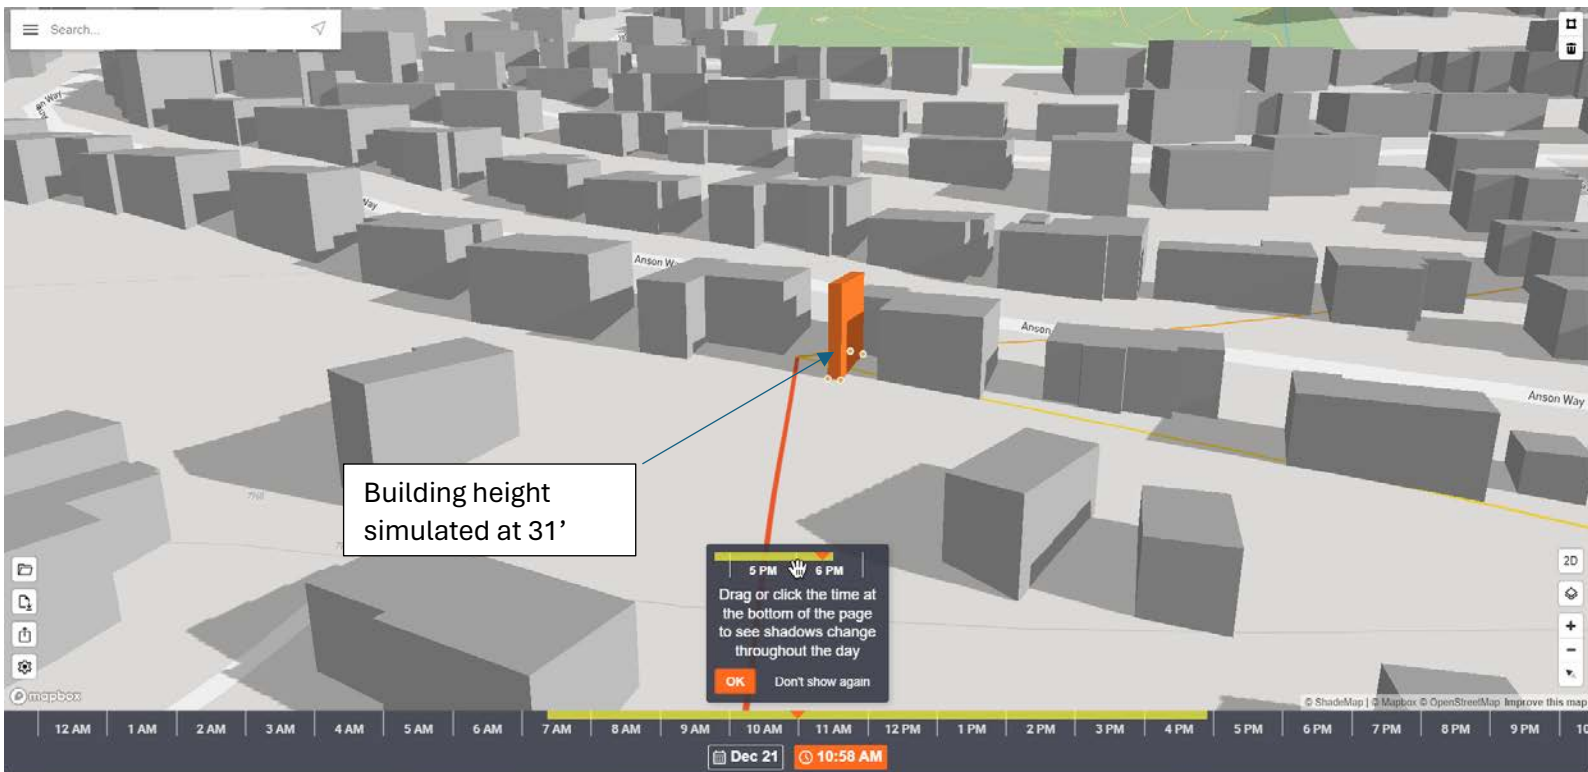 Search...
Way
Anson
Anson
Anson Way
Building height
simulated at 31’
5 PM
6 PM
Drag or click the time at
the bottom of the page
to see shadows change
throughout the day
OK
Don't show again
2D
mapbox
© ShadeMap | © Mapbox © OpenStreetMap Improve this map
12 AM 1 AM 2 AM 3 AM 4 AM 5 AM 6 AM 7 AM 8 AM 9 AM 10 AM 11 AM 12 PM 1 PM 2 PM 3 PM 4 PM 5 PM 6 PM 7 PM 8 PM 9 PM 10
Dec 21
10:58 AM